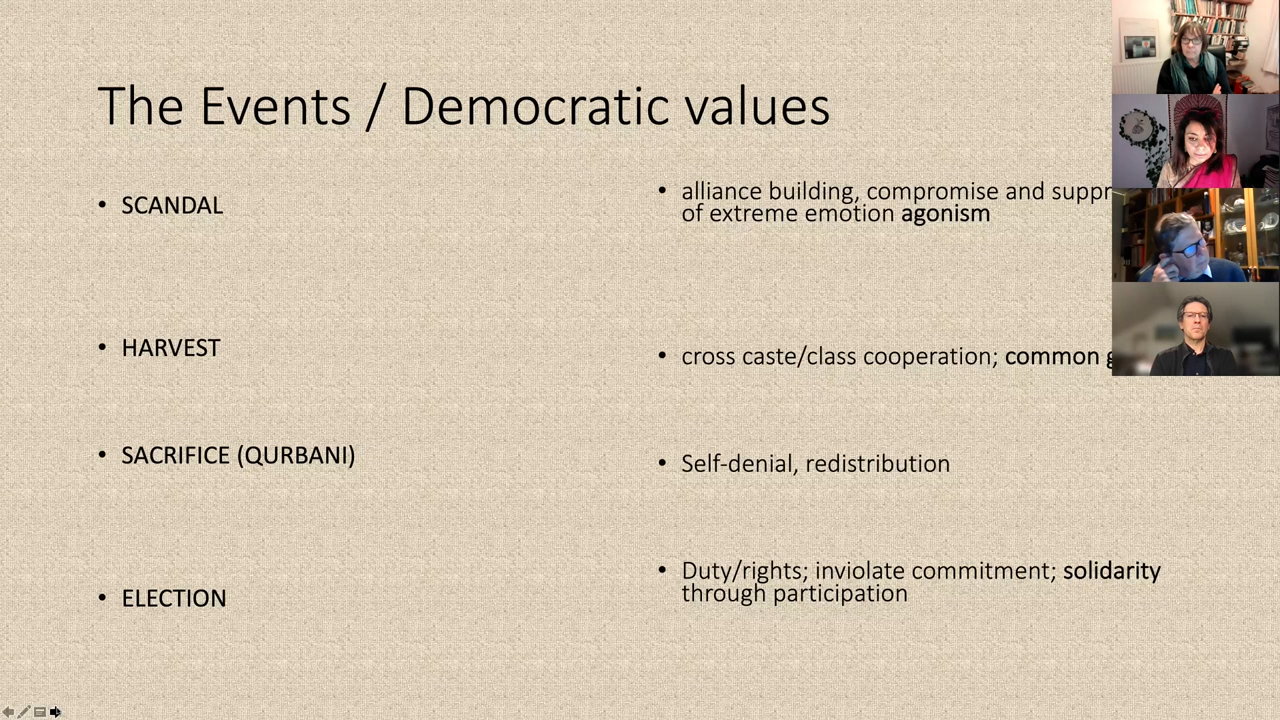 The Events / Democratic values
• SCANDAL
• alliance building, compromise and
of extreme emotion agonism
• HARVEST
• cross caste/class cooperation; common
• SACRIFICE (QURBANI)
• Self-denial, redistribution
• ELECTION
• Duty/rights; inviolate commitment; solidarity
through participation